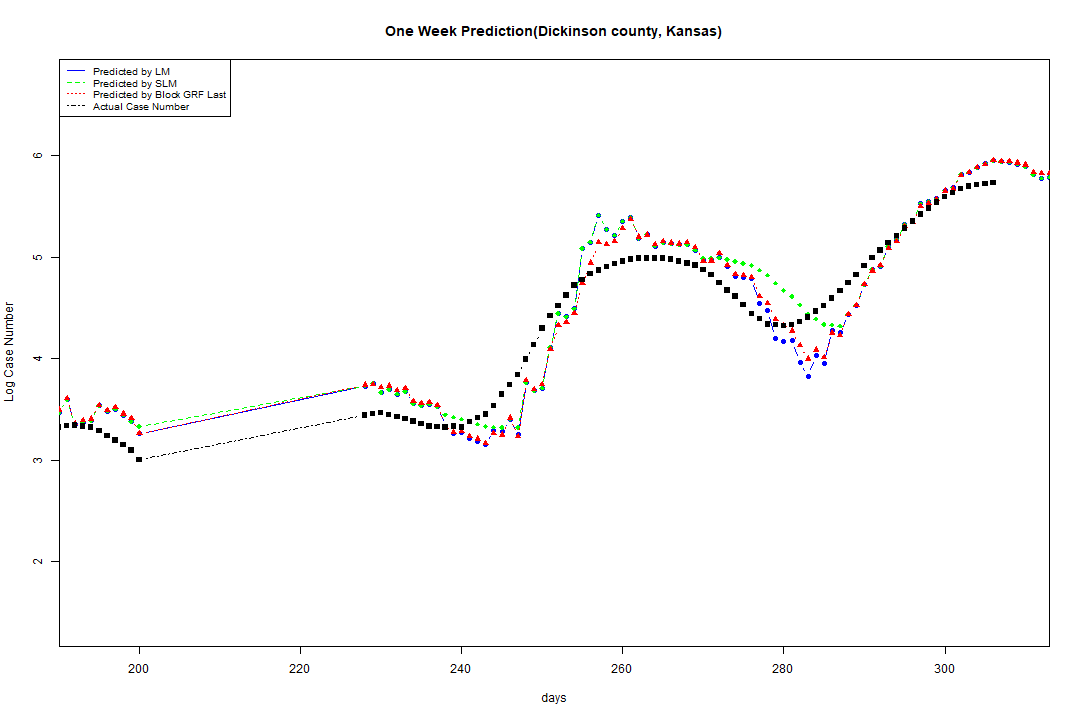 One Week Prediction(Dickinson county, Kansas)
Predicted by LM
Predicted by SLM
Predicted by Block GRF Last
Actual Case Number
6
5
4
3
2
Log Case Number
200 220 240 260 280 300
days